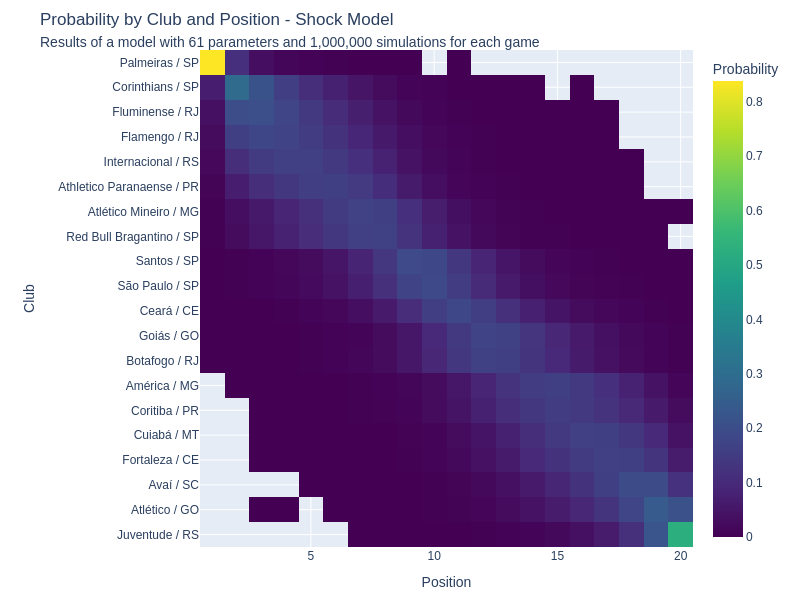 Probability by Club and Position - Shock Model
Results of a model with 61 parameters and 1,000,000 simulations for each game
Probability
Palmeiras / SP
Corinthians / SP
Fluminense / RJ
Flamengo / RJ
Internacional / RS
Athletico Paranaense / PR
Atlético Mineiro / MG
Red Bull Bragantino / SP
Santos / SP
São Paulo / SP
Ceará / CE
Goiás / GO
Botafogo / RJ
América / MG
Coritiba / PR
Cuiabá / MT
Fortaleza / CE
Avaí / SC
Atlético / GO
Juventude / RS
Club
5
10
15
20
Position
0.8
0.7
0.6
0.5
0.4
0.3
0.2
0.1
0